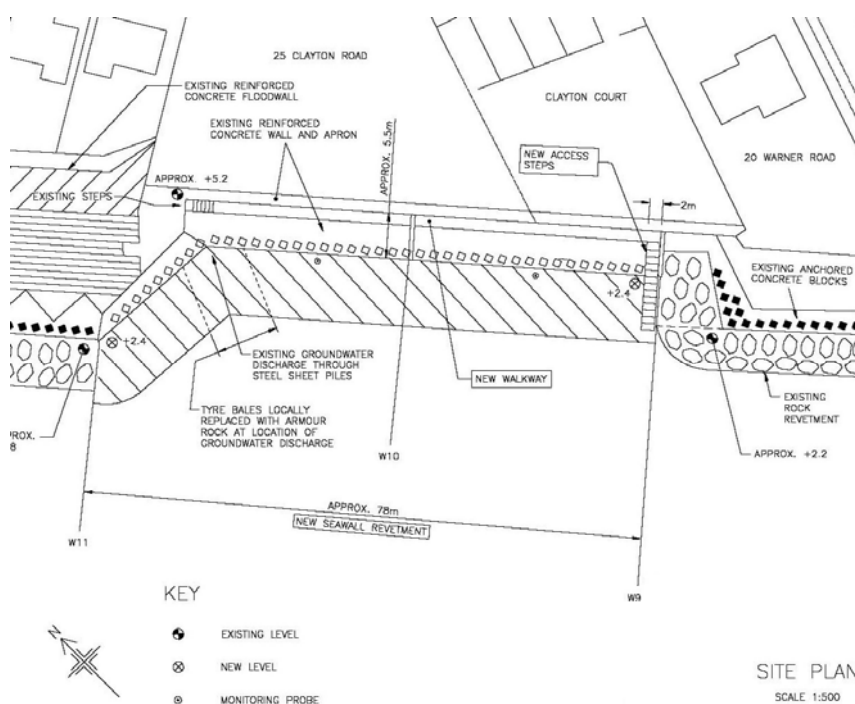 25 CLAYTON ROAD
EXISTING REINFORCED
CONCRETE FLOODWALL
CLAYTON COURT
EXISTING REINFORCED
CONCRETE WALL AND APRON
APPROX. 5.5m
NEW ACCESS
STEPS
20 WARNER ROAD
APPROX. +5.2
EXISTING STEPS
2m
EXISTING ANCHORED
CONCRETE BLOCKS
+2.4
+2.4
EXISTING GROUNDWATER
DISCHARGE THROUGH
STEEL SHEET PILES
NEW WALKWAY
EXISTING
ROCK
REVETMENT
TYRE BALES LOCALLY
REPLACED WITH ARMOUR
ROCK AT LOCATION OF
GROUNDWATER DISCHARGE
PROX.
8
W10
APPROX. +2.2
APPROX. 78m
NEW SEAWALL REVETMENT
W11
W9
KEY
N
EXISTING LEVEL
NEW LEVEL
MONITORING PROBE
SITE PLAN
SCALE 1:500